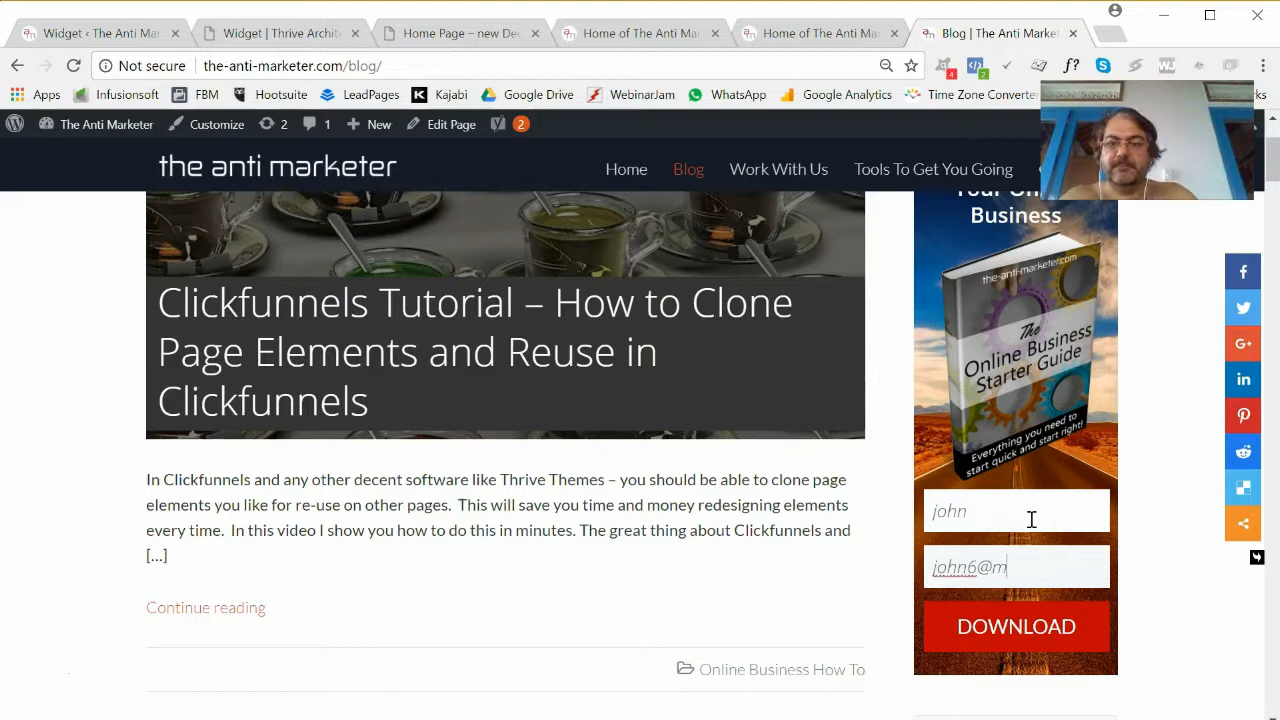 Widget ‹ The Anti Mar
Widget | Thrive Archit
Home Page – new Dec
Home of The Anti Mar
Home of The Anti Mar
Blog | The Anti Market
Not secure
the-anti-marketer.com/blog/
4
2
f?
WJ
Apps
Infusionsoft
FBM
Hootsuite
LeadPages
Kajabi
Google Drive
WebinarJam
WhatsApp
Google Analytics
Time Zone Converter
The Anti Marketer
Customize
2
1
New
Edit Page
2
the anti marketer
Home
Blog
Work With Us
Tools To Get You Going
Business
the-anti-marketer.com
The
Online Business
Starter Guide
Everything you need to
start quick and start right!
Clickfunnels Tutorial – How to Clone
Page Elements and Reuse in
Clickfunnels
In Clickfunnels and any other decent software like Thrive Themes – you should be able to clone page
elements you like for re-use on other pages. This will save you time and money redesigning elements
every time. In this video I show you how to do this in minutes. The great thing about Clickfunnels and
[...]
Continue reading
Online Business How To
john
john6@m
DOWNLOAD